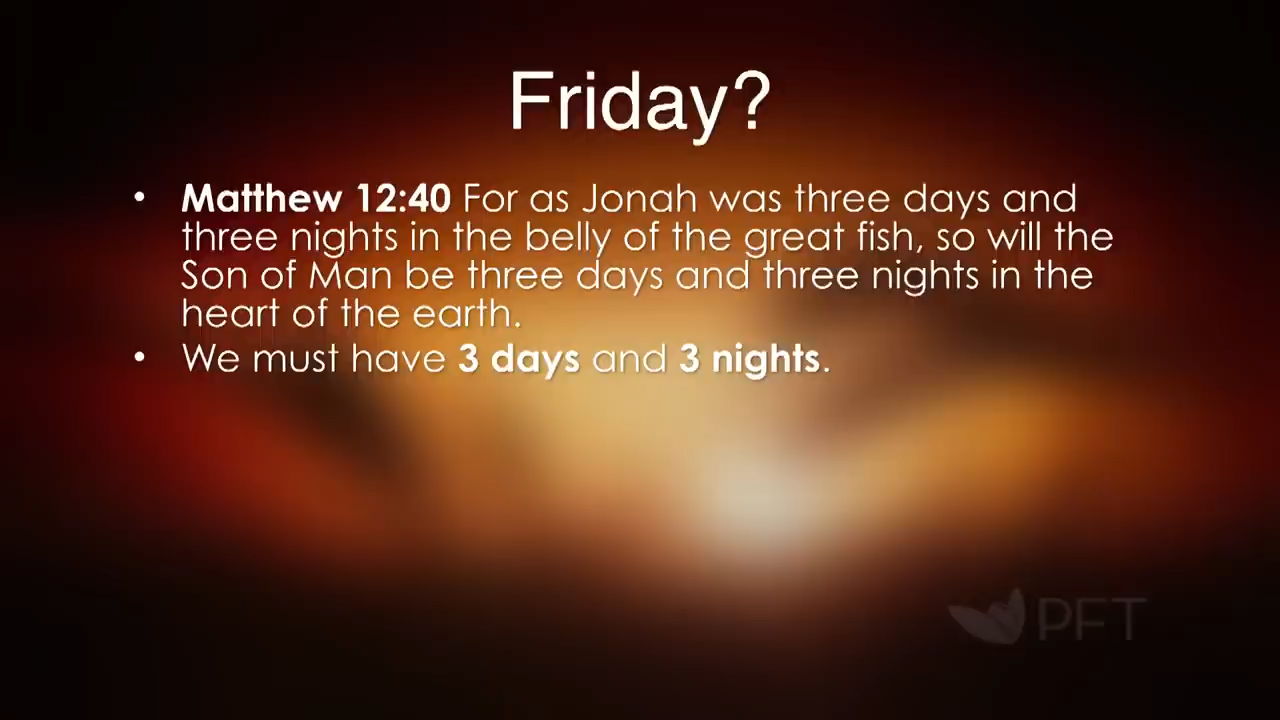 Friday?
• Matthew 12:40 For as Jonah was three days and
three nights in the belly of the great fish, so will the
Son of Man be three days and three nights in the
heart of the earth.
• We must have 3 days and 3 nights.
PFT